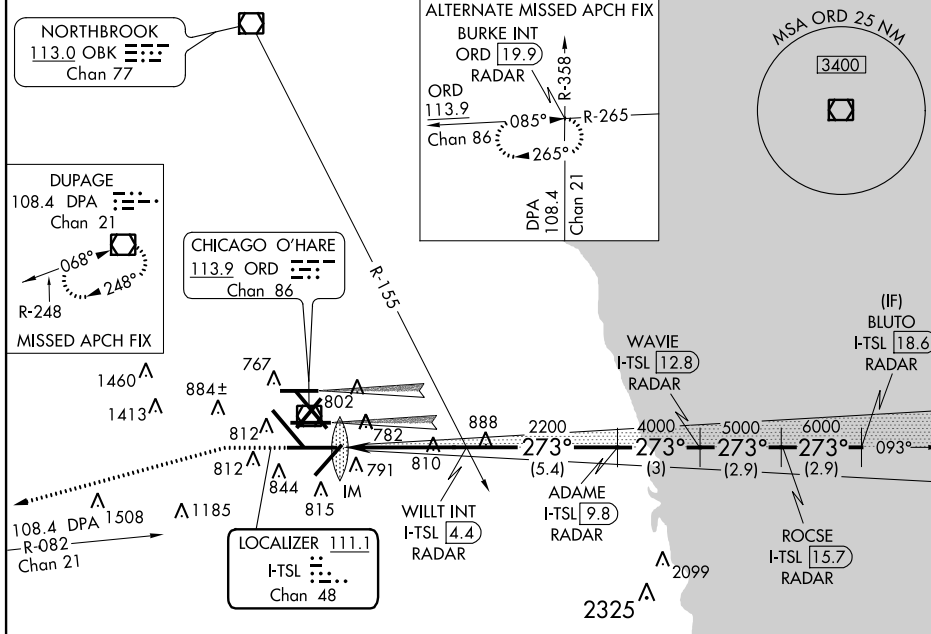 NORTHBROOK
113.0 OBK
Chan 77
ALTERNATE MISSED APCH FIX
BURKE INT
ORD 19.9
RADAR
R-358
ORD
113.9
Chan 86
085°
R-265
265°
DPA
108.4
Chan 21
MSA ORD 25 NM
3400
DUPAGE
108.4 DPA
Chan 21
068°
248°
R-248
MISSED APCH FIX
CHICAGO O'HARE
113.9 ORD
Chan 86
R-155
(IF)
BLUTO
I-TSL 18.6
RADAR
WAVIE
I-TSL 12.8
RADAR
1460
1413
884±
767
802
812
782
812
844
815
791
IM
810
888
2200
273°
(5.4)
4000
273°
(3)
5000
273°
(2.9)
6000
273°
(2.9)
093°
WILLT INT
I-TSL 4.4
RADAR
ADAME
I-TSL 9.8
RADAR
ROCSE
I-TSL 15.7
RADAR
108.4 DPA
R-082
Chan 21
1508
1185
LOCALIZER 111.1
I-TSL
Chan 48
2099
2325